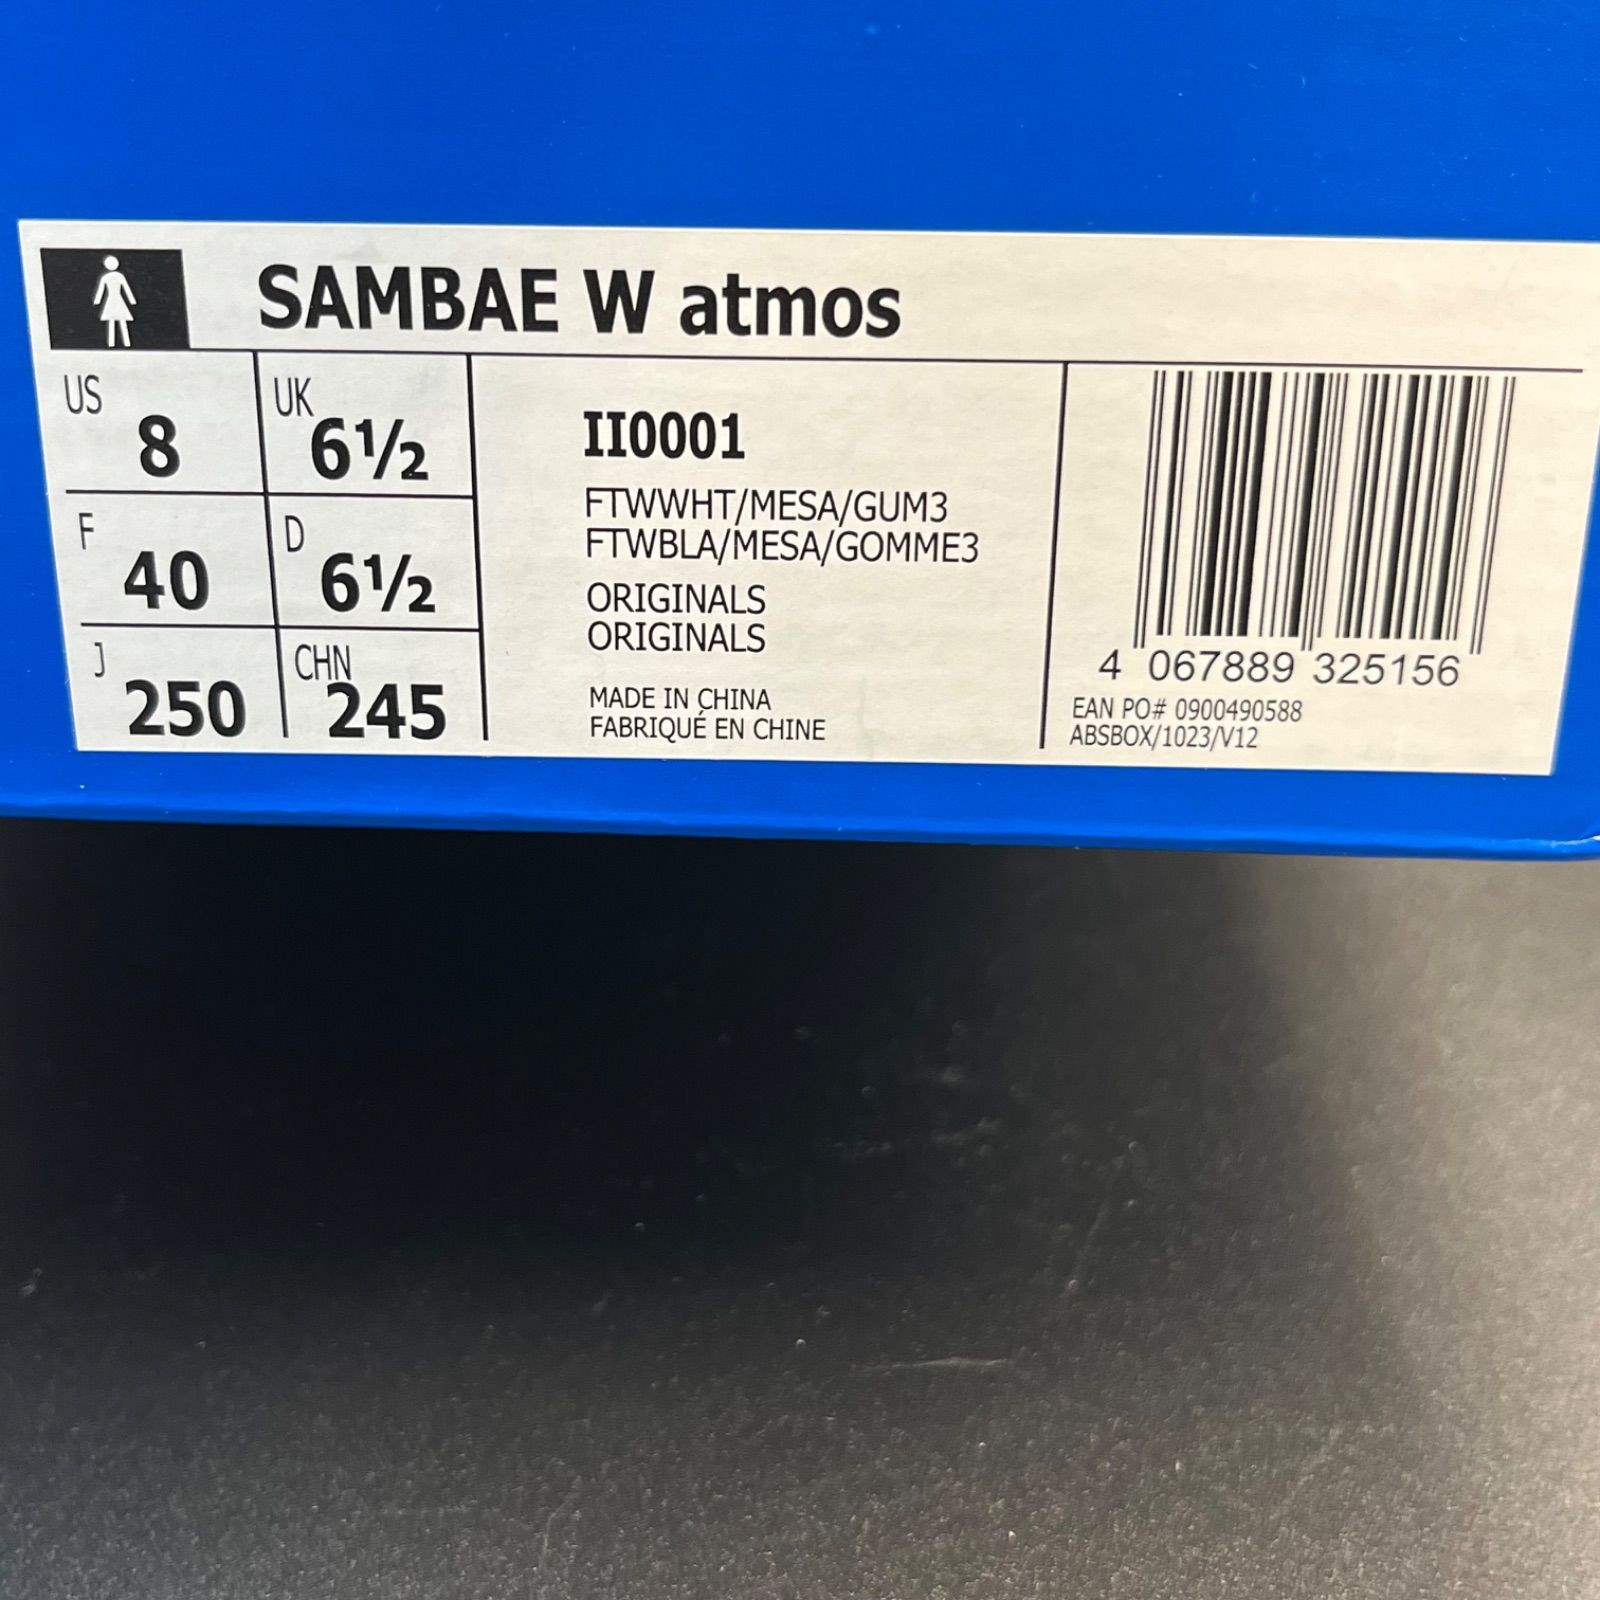 SAMBAE W atmos
US 8 UK 6½
F 40 D 6½
J 250 CHN 245
II0001
FTWWHT/MESA/GUM3
FTWBLA/MESA/GOMME3
ORIGINALS
ORIGINALS
MADE IN CHINA
FABRIQUÉ EN CHINE
4 067889 325156
EAN PO# 0900490588
ABSBOX/1023/V12